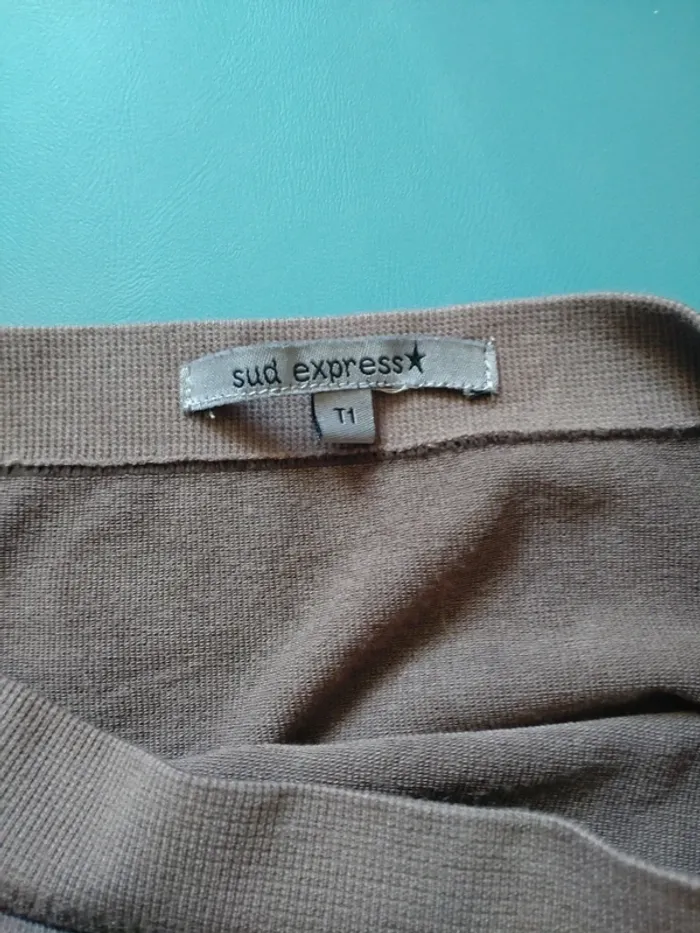 sud express★
T1